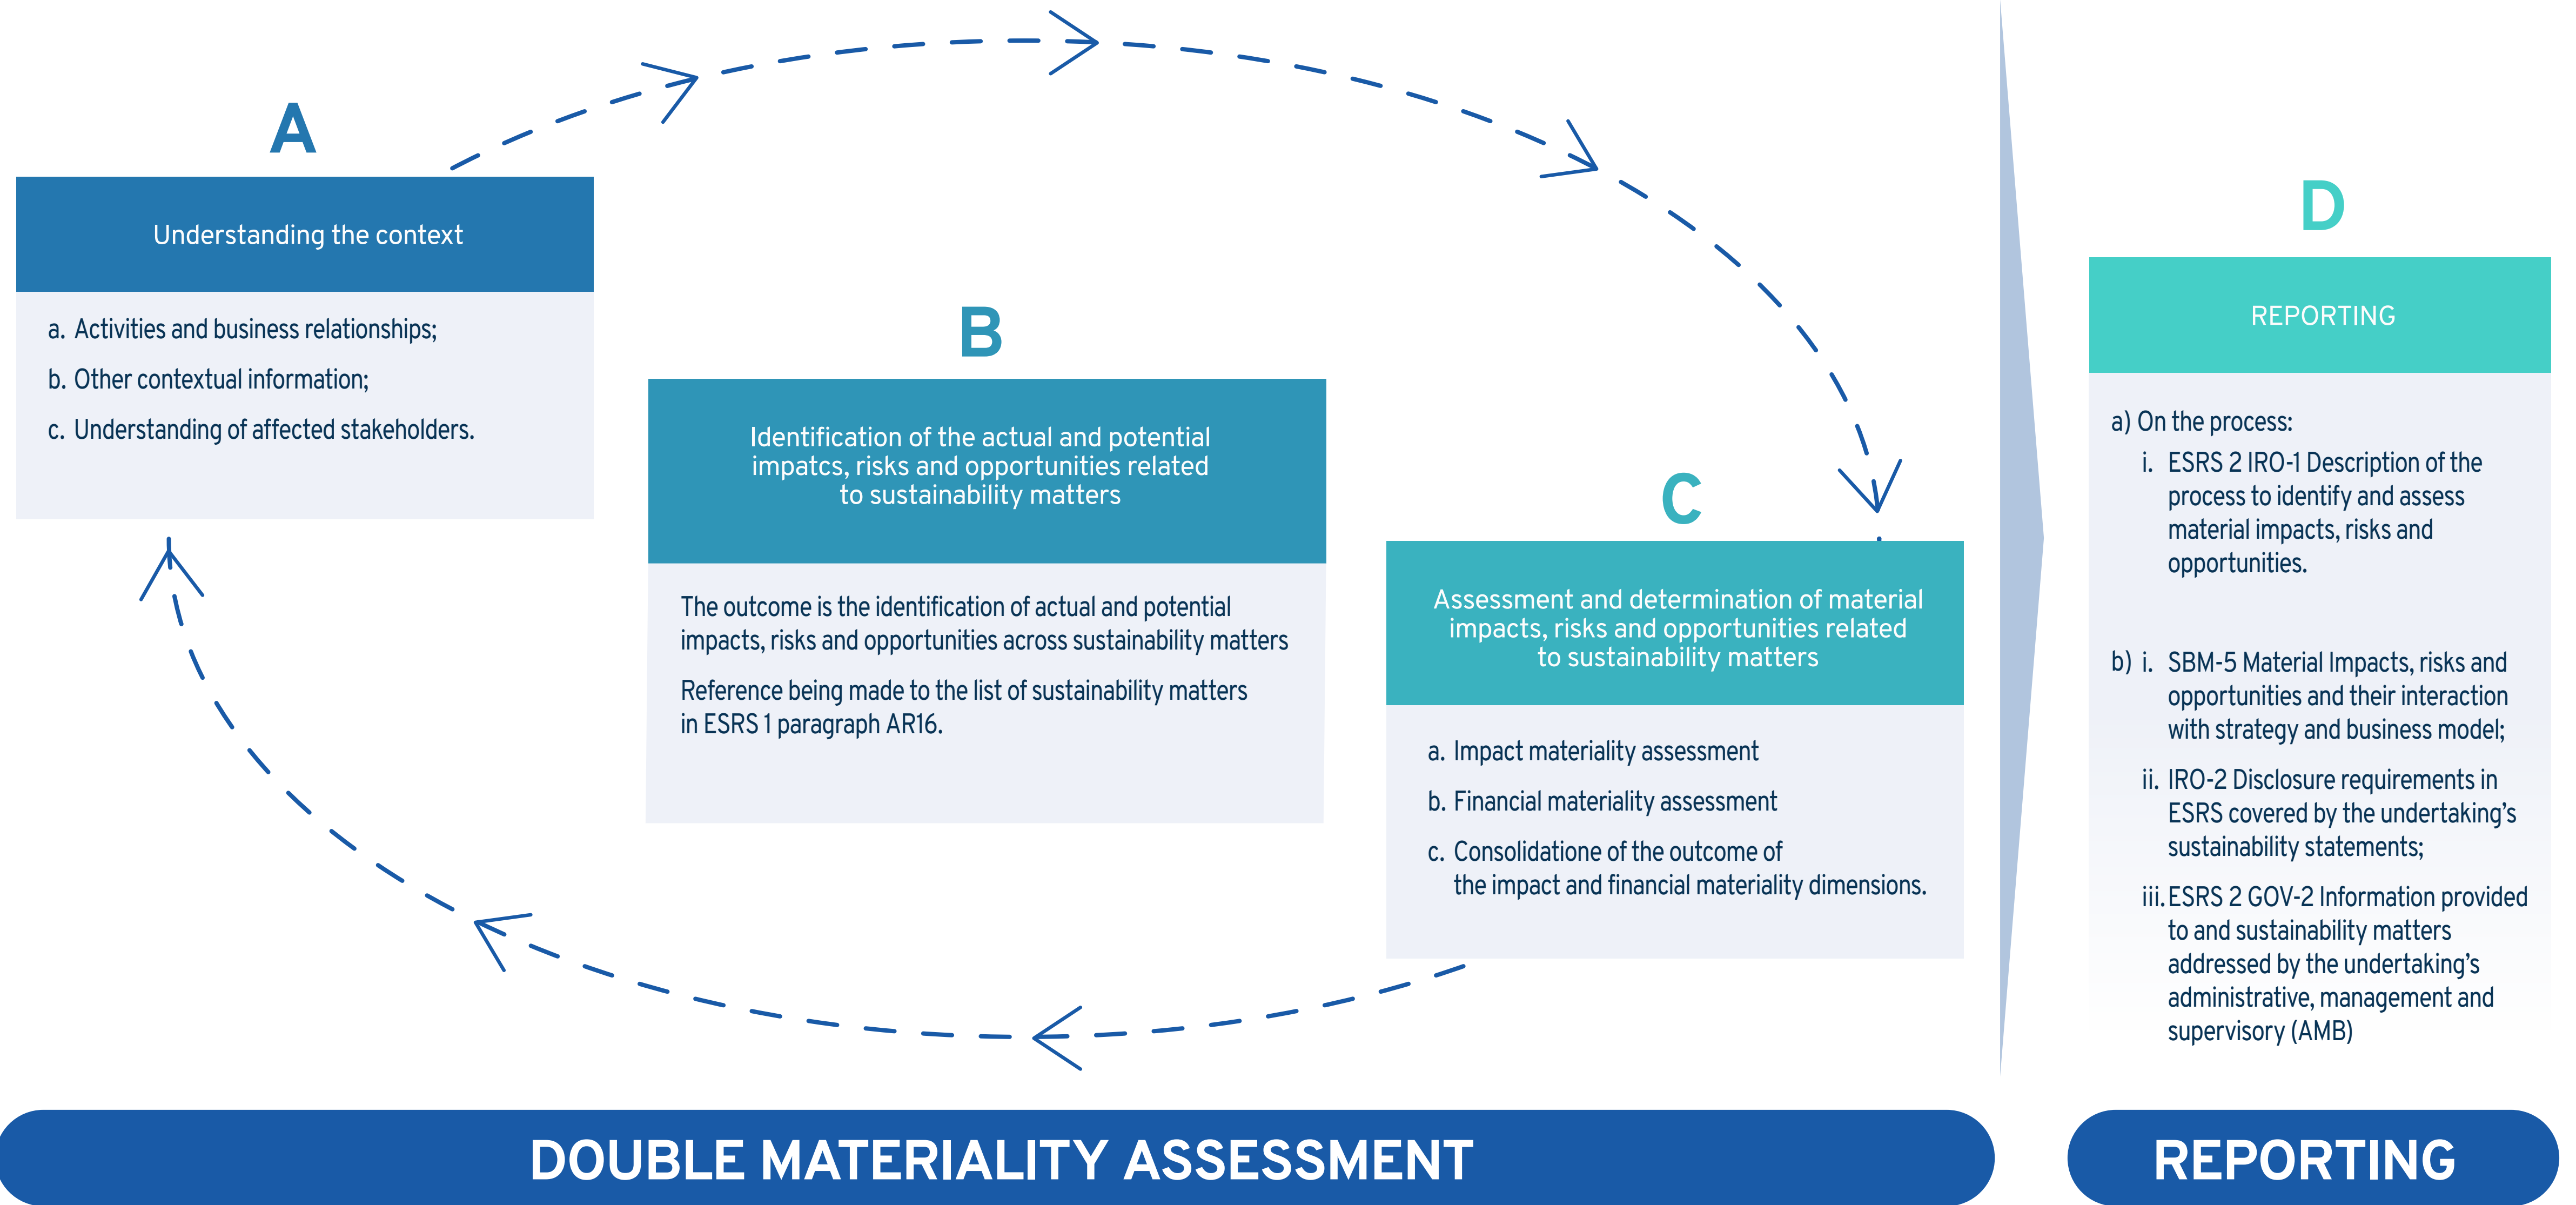 A
Understanding the context
a. Activities and business relationships;
b. Other contextual information;
c. Understanding of affected stakeholders.
B
Identification of the actual and potential
impatcs, risks and opportunities related
to sustainability matters
The outcome is the identification of actual and potential
impacts, risks and opportunities across sustainability matters
Reference being made to the list of sustainability matters
in ESRS 1 paragraph AR16.
C
Assessment and determination of material
impacts, risks and opportunities related
to sustainability matters
a. Impact materiality assessment
b. Financial materiality assessment
c. Consolidatione of the outcome of
the impact and financial materiality dimensions.
D
REPORTING
a) On the process:
i. ESRS 2 IRO-1 Description of the
process to identify and assess
material impacts, risks and
opportunities.
b) i. SBM-5 Material Impacts, risks and
opportunities and their interaction
with strategy and business model;
ii. IRO-2 Disclosure requirements in
ESRS covered by the undertaking’s
sustainability statements;
iii. ESRS 2 GOV-2 Information provided
to and sustainability matters
addressed by the undertaking’s
administrative, management and
supervisory (AMB)
DOUBLE MATERIALITY ASSESSMENT
REPORTING